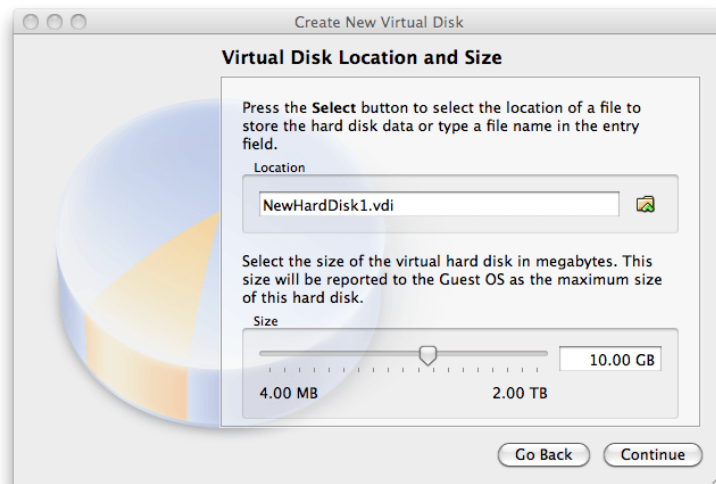 Create New Virtual Disk
Virtual Disk Location and Size
Press the Select button to select the location of a file to
store the hard disk data or type a file name in the entry
field.
Location
NewHardDisk1.vdi
Select the size of the virtual hard disk in megabytes. This
size will be reported to the Guest OS as the maximum size
of this hard disk.
Size
10.00 GB
4.00 MB 2.00 TB
Go Back Continue